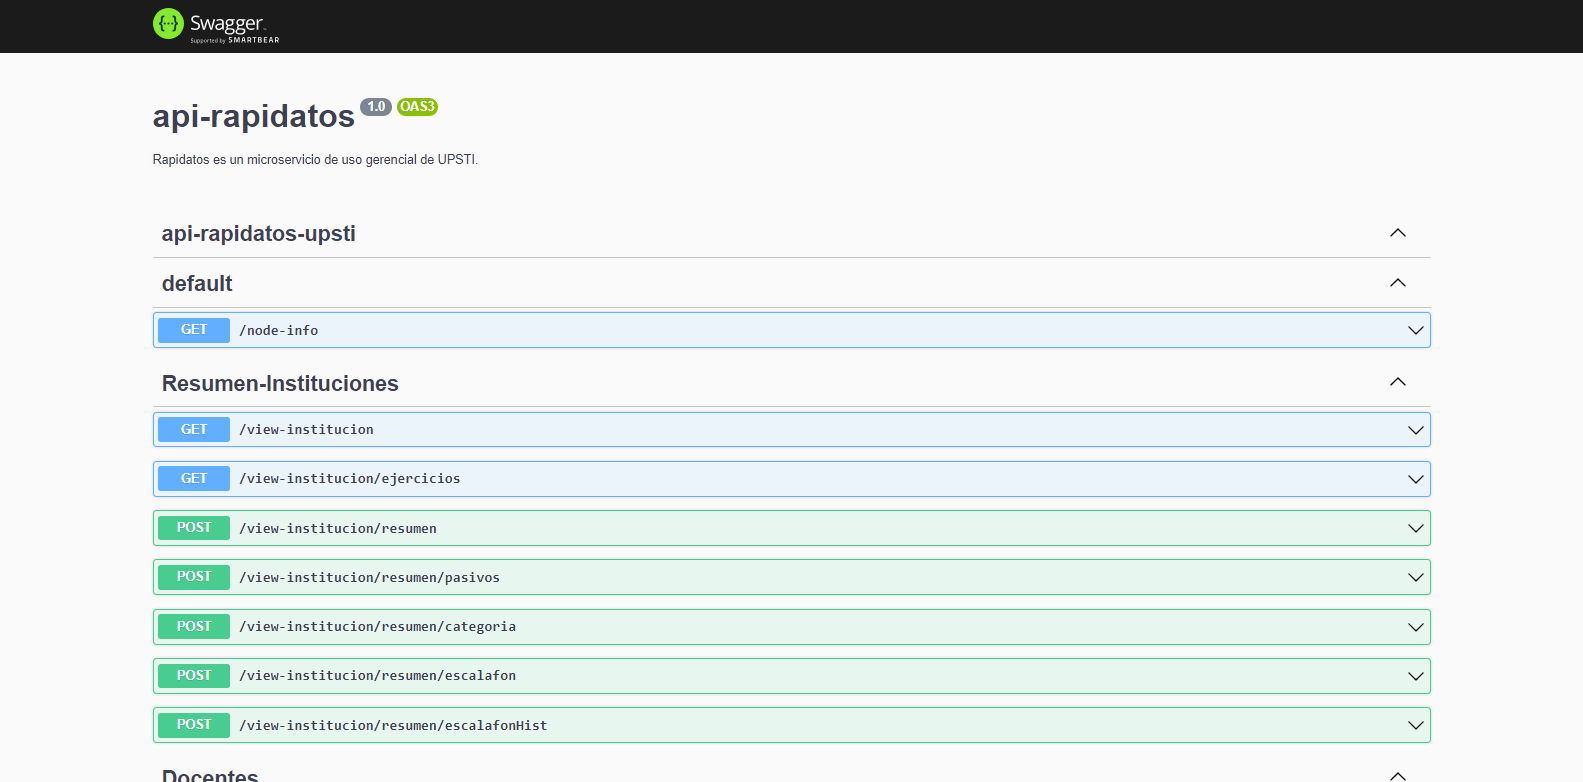 Swagger
Supported by SMARTBEAR
api-rapidatos 1.0 OAS3
Rapidatos es un microservicio de uso gerencial de UPSTI.
api-rapidatos-upsti
default
GET /node-info
Resumen-Instituciones
GET /view-institucion
GET /view-institucion/ejercicios
POST /view-institucion/resumen
POST /view-institucion/resumen/pasivos
POST /view-institucion/resumen/categoria
POST /view-institucion/resumen/escalafon
POST /view-institucion/resumen/escalafonHist
Docentes